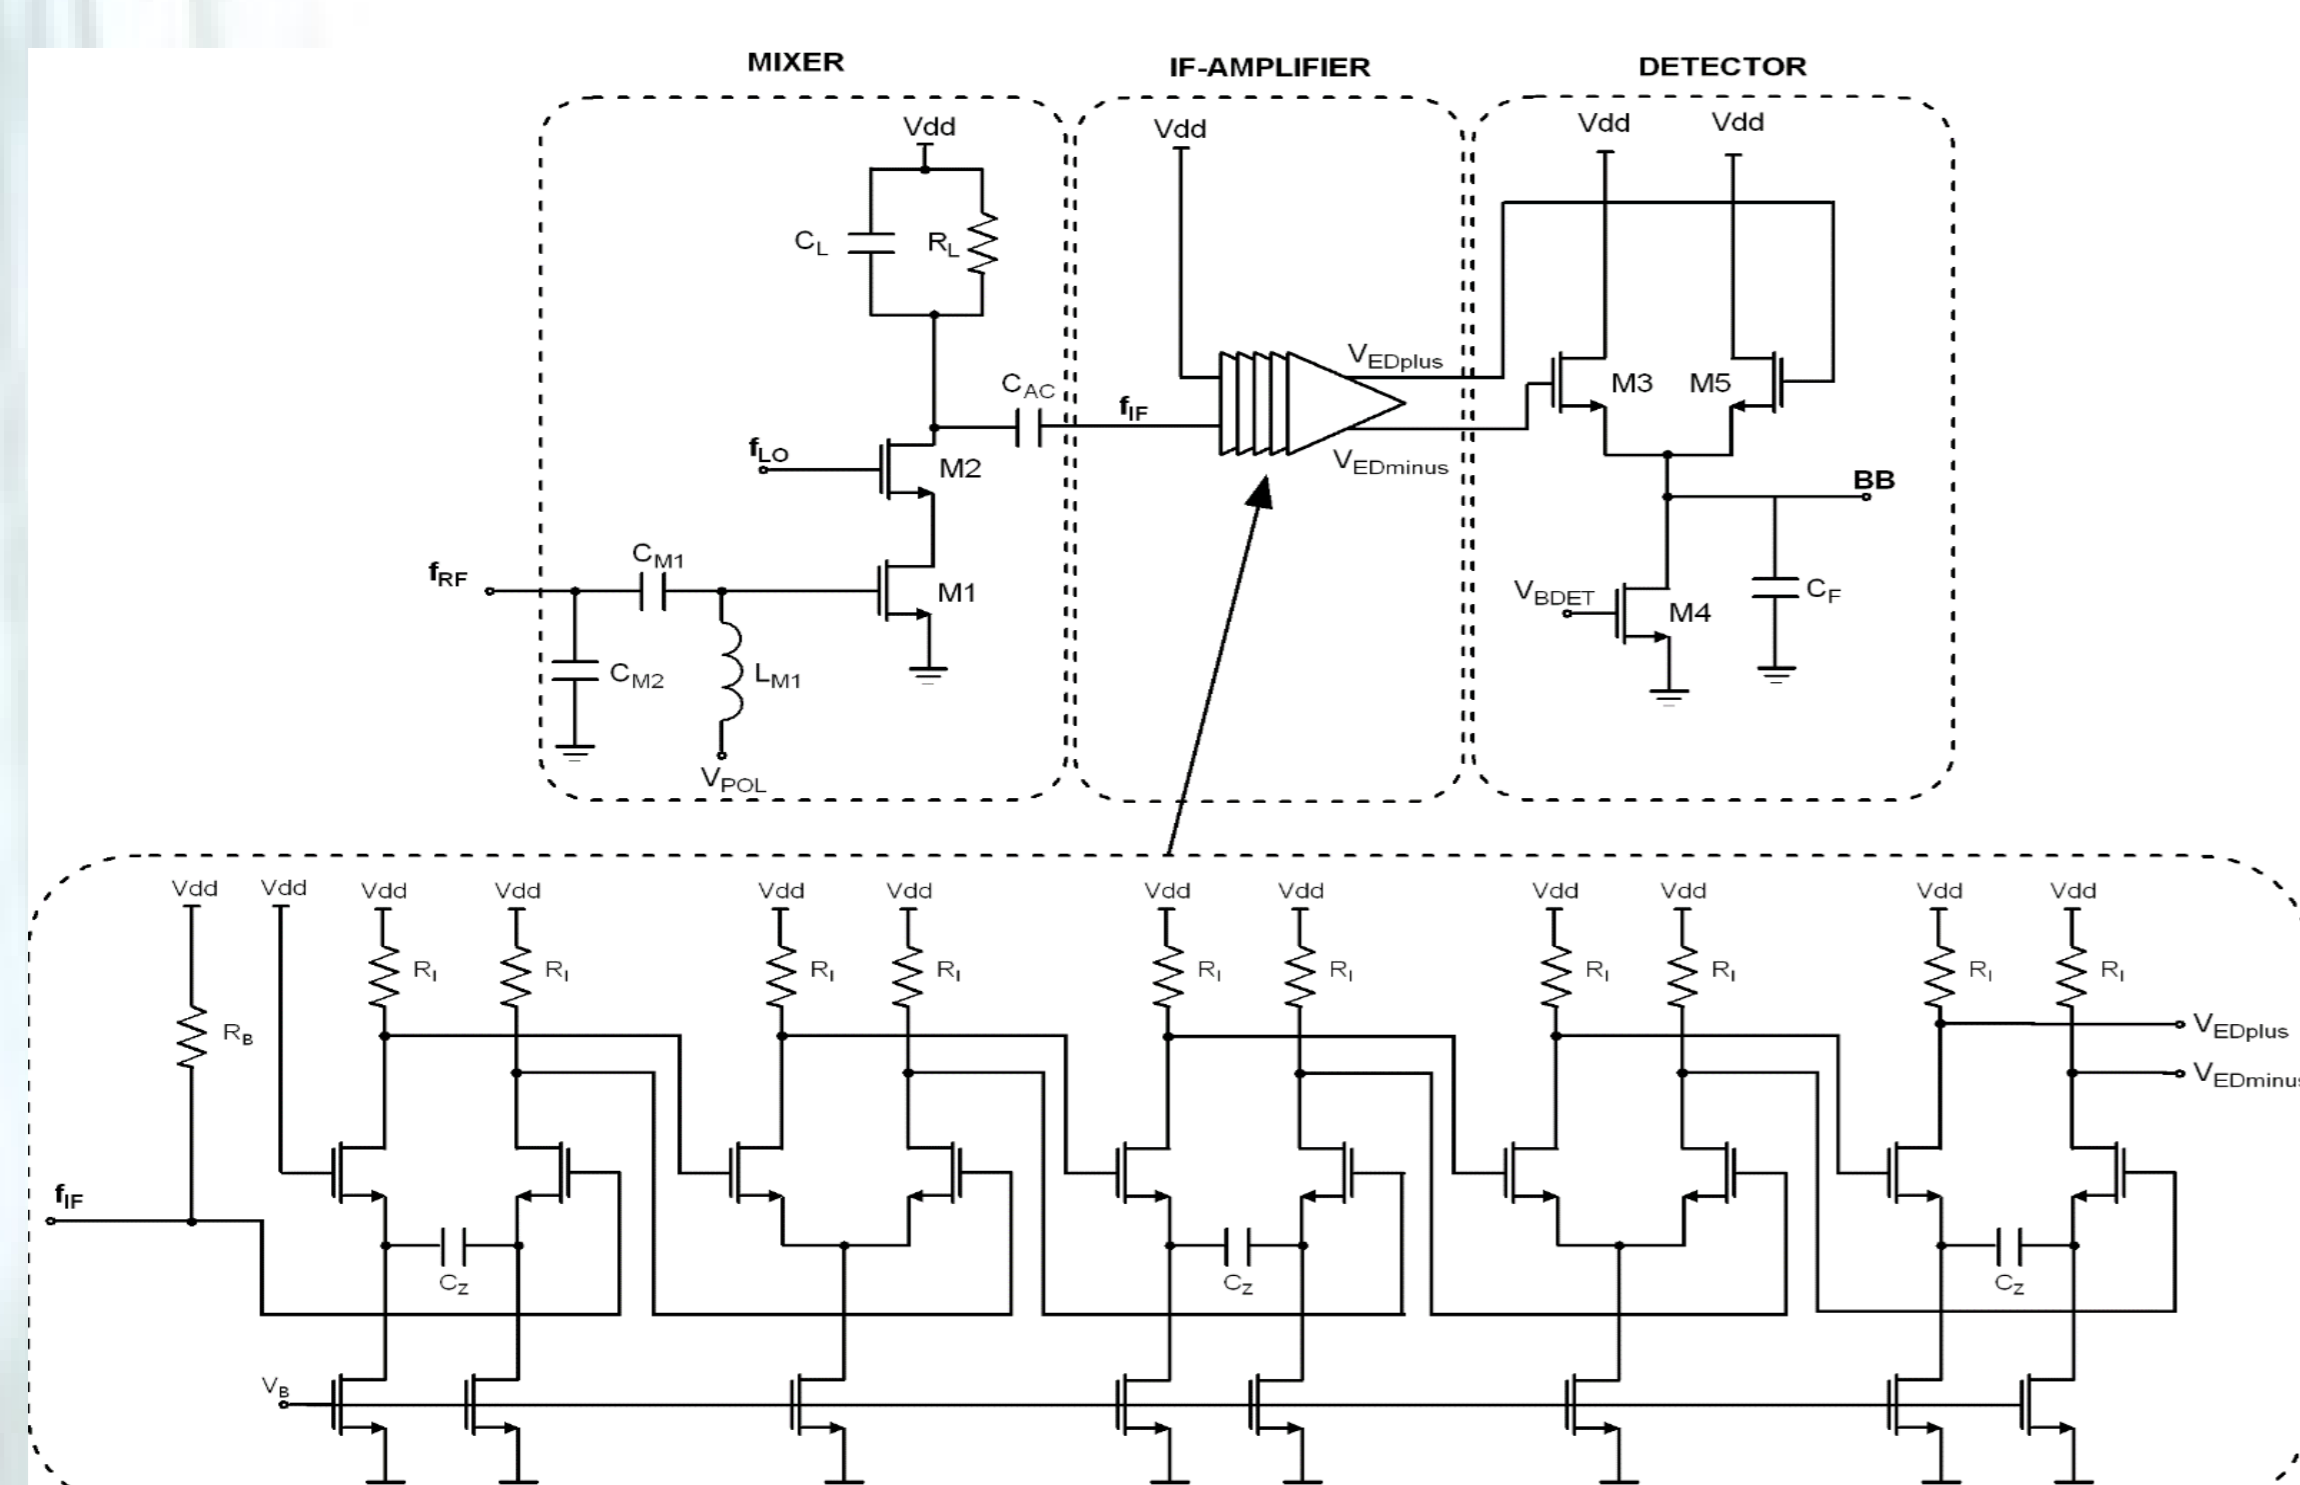 MIXER
IF-AMPLIFIER
DETECTOR
Vdd
Vdd
Vdd
Vdd
CL
RL
VEDplus
M3
M5
CAC
fIF
fLO
M2
VEDminus
BB
CM1
fRF
M1
VBDET
M4
CF
CM2
LM1
VPOL
Vdd
Vdd
Vdd
Vdd
Vdd
Vdd
Vdd
Vdd
Vdd
Vdd
Vdd
Vdd
RI
RI
RI
RI
RI
RI
RI
RI
RI
RI
RB
VEDplus
VEDminus
fIF
CZ
CZ
CZ
VB